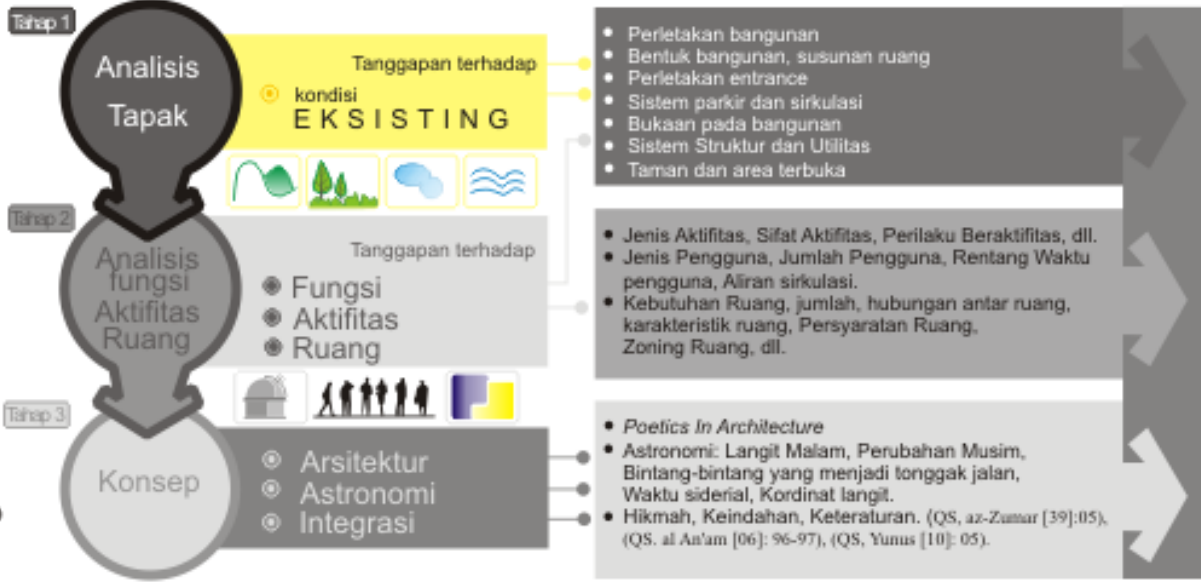 Tahap 1
Analisis
Tapak
Tanggapan terhadap
kondisi
EKSISTING
• Perletakan bangunan
• Bentuk bangunan, susunan ruang
• Perletakan entrance
• Sistem parkir dan sirkulasi
• Bukaan pada bangunan
• Sistem Struktur dan Utilitas
• Taman dan area terbuka
Tahap 2
Analisis
fungsi
Aktifitas
Ruang
Tanggapan terhadap
Fungsi
Aktifitas
Ruang
• Jenis Aktifitas, Sifat Aktifitas, Perilaku Beraktifitas, dll.
• Jenis Pengguna, Jumlah Pengguna, Rentang Waktu
pengguna, Aliran sirkulasi.
• Kebutuhan Ruang, jumlah, hubungan antar ruang,
karakteristik ruang, Persyaratan Ruang,
Zoning Ruang, dll.
Tahap 3
Konsep
Arsitektur
Astronomi
Integrasi
• Poetics In Architecture
• Astronomi: Langit Malam, Perubahan Musim,
Bintang-bintang yang menjadi tonggak jalan,
Waktu siderial, Kordinat langit.
• Hikmah, Keindahan, Keteraturan. (QS, az-Zumar [39]:05),
(QS. al An'am [06]: 96-97), (QS, Yunus [10]: 05).